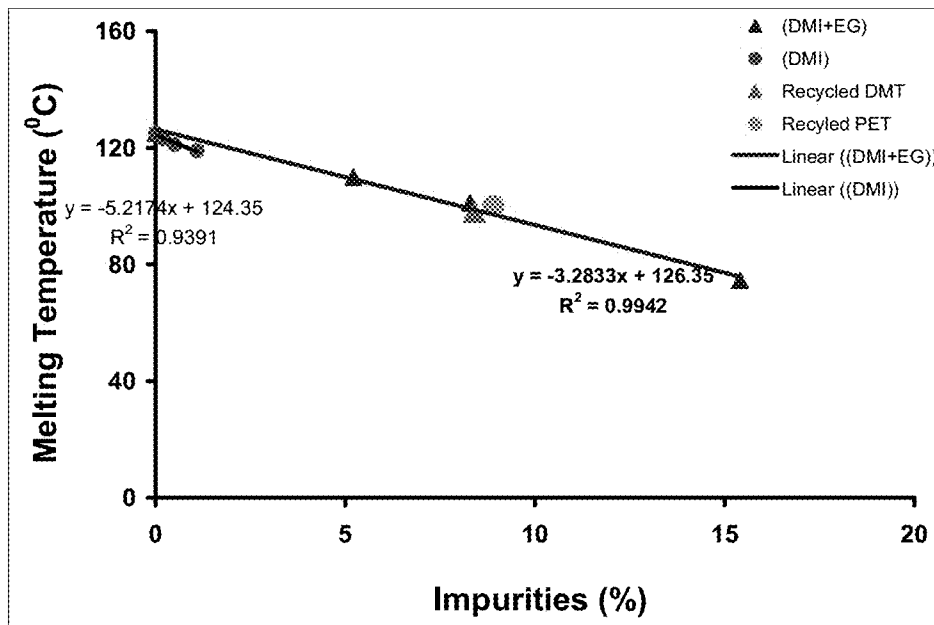 160
120
80
40
0
Melting Temperature (⁰C)
(DMI+EG)
(DMI)
Recycled DMT
Recyled PET
Linear ((DMI+EG))
Linear ((DMI))
y = -5.2174x + 124.35
R² = 0.9391
y = -3.2833x + 126.35
R² = 0.9942
0 5 10 15 20
Impurities (%)